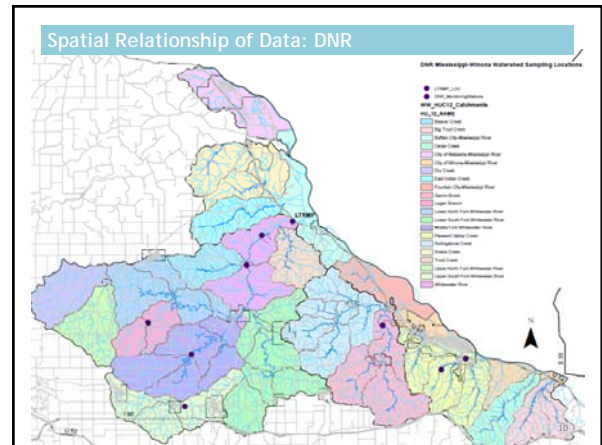 Spatial Relationship of Data: DNR
DNR Mississippi-Winona Watershed Sampling Locations
LTRMP_LOC
DNR_MonitoringStations
WW_HUC12_Catchments
HU_12_NAME
Beaver Creek
Big Trout Creek
Buffalo City-Mississippi River
Cedar Creek
City of Wabasha-Mississippi River
City of Winona-Mississippi River
Dry Creek
East Indian Creek
Fountain City-Mississippi River
Garvin Brook
Logan Branch
Lower North Fork Whitewater River
Lower South Fork Whitewater River
Middle Fork Whitewater River
Pleasant Valley Creek
Rollingstone Creek
Snake Creek
Trout Creek
Upper North Fork Whitewater River
Upper South Fork Whitewater River
Whitewater River
LTRMP
N
I 90
10